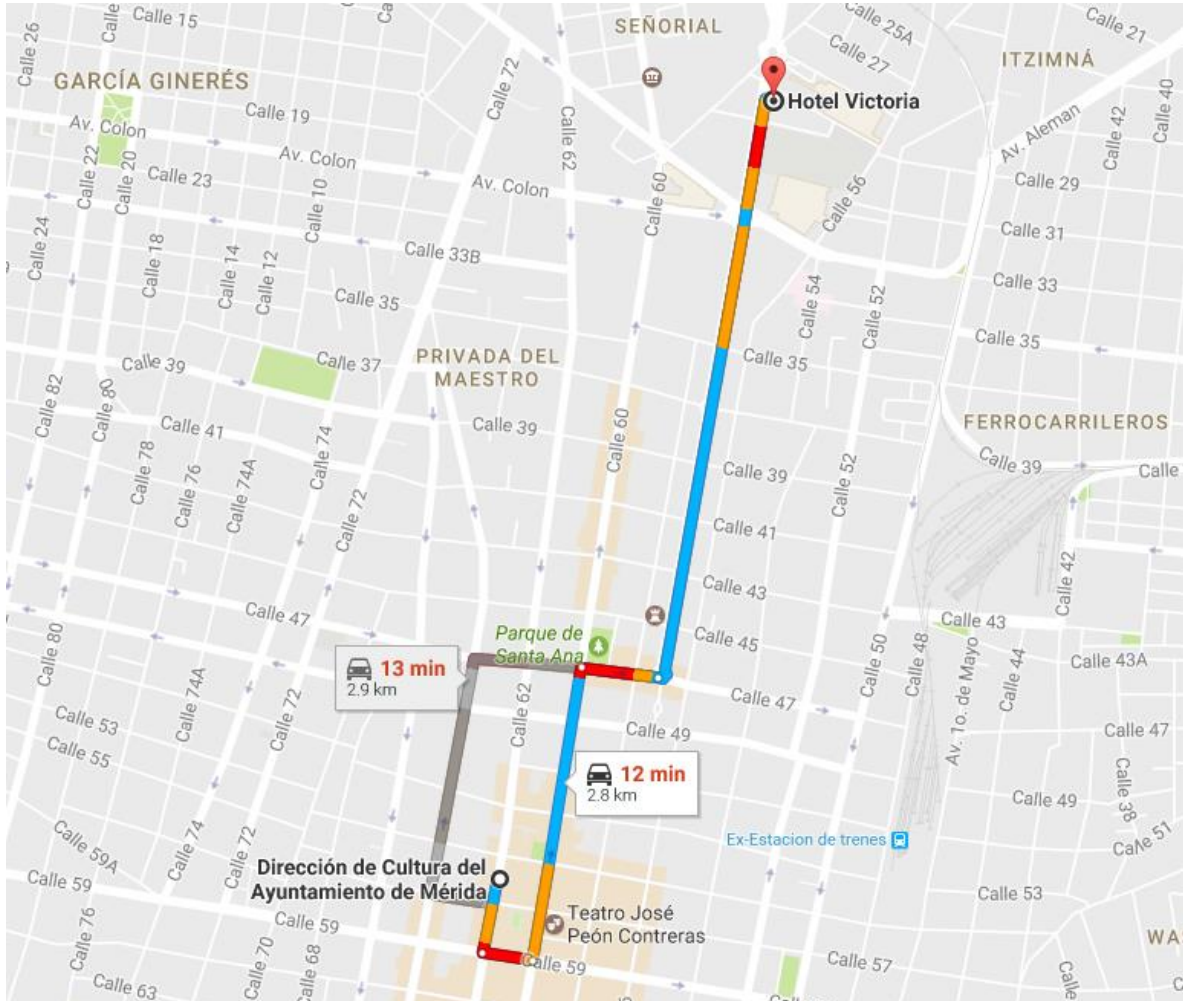 Calle 15
SEÑORIAL
Calle 25A
Calle 21
Calle 26
Calle 72
Calle 27
ITZIMNÁ
GARCÍA GINERÉS
Hotel Victoria
Calle 40
Calle 19
Av. Colon
Calle 62
Calle 42
Av. Aleman
Av. Colon
Calle 22
Calle 20
Calle 23
Calle 10
Av. Colon
Calle 60
Calle 56
Calle 29
Calle 24
Calle 18
Calle 14
Calle 12
Calle 33B
Calle 31
Calle 54
Calle 52
Calle 33
Calle 35
Calle 35
Calle 35
PRIVADA DEL
MAESTRO
Calle 39
Calle 37
Calle 82
Calle 80
Calle 41
Calle 39
Calle 60
FERROCARRILEROS
Calle 78
Calle 76
Calle 74A
Calle 74
Calle 72
Calle 39
Calle 52
Calle 39
Calle
Calle 41
Calle 43
Calle 42
Calle 47
Calle 45
Calle 43
Parque de
Santa Ana
Calle 80
13 min
2.9 km
Calle 50
Calle 48
Av. 1o. de Mayo
Calle 44
Calle 43A
Calle 74A
Calle 72
Calle 62
Calle 47
Calle 53
Calle 49
Calle 47
Calle 55
12 min
2.8 km
Calle 49
Calle 38
Calle 51
Calle 59A
Calle 74
Calle 72
Ex-Estacion de trenes
Dirección de Cultura del
Ayuntamiento de Mérida
Calle 59
Calle 53
Calle 76
Calle 59
Teatro José
Peón Contreras
WA
Calle 70
Calle 68
Calle 59
Calle 57
Calle 63